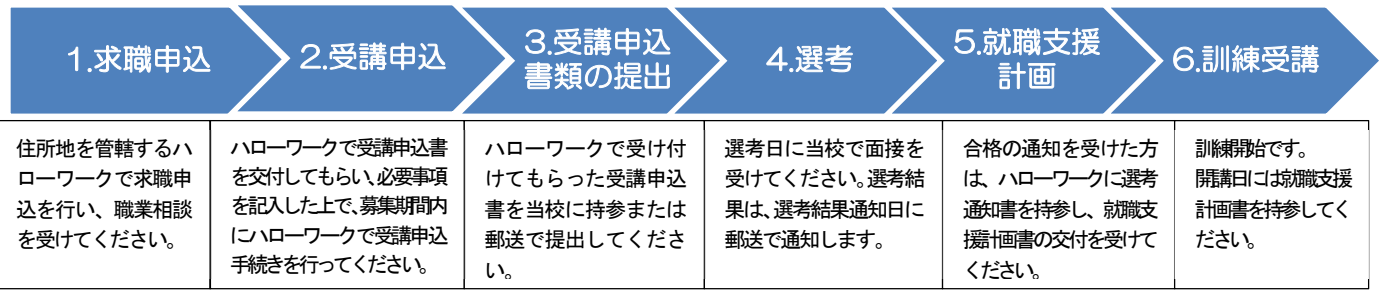 1.求職申込
2.受講申込
3.受講申込
書類の提出
4.選考
5.就職支援
計画
6.訓練受講
住所地を管轄するハ
ローワークで求職申
込を行い、職業相談
を受けてください。
ハローワークで受講申込書
を交付してもらい、必要事項
を記入した上で、募集期間内
にハローワークで受講申込
手続きを行ってください。
ハローワークで受け付
けてもらった受講申込
書を当校に持参または
郵送で提出してくださ
い。
選考日に当校で面接を
受けてください。選考結
果は、選考結果通知日に
郵送で通知します。
合格の通知を受けた方
は、ハローワークに選考
通知書を持参し、就職支
援計画書の交付を受けて
ください。
訓練開始です。
開講日には就職支援
計画書を持参してく
ださい。